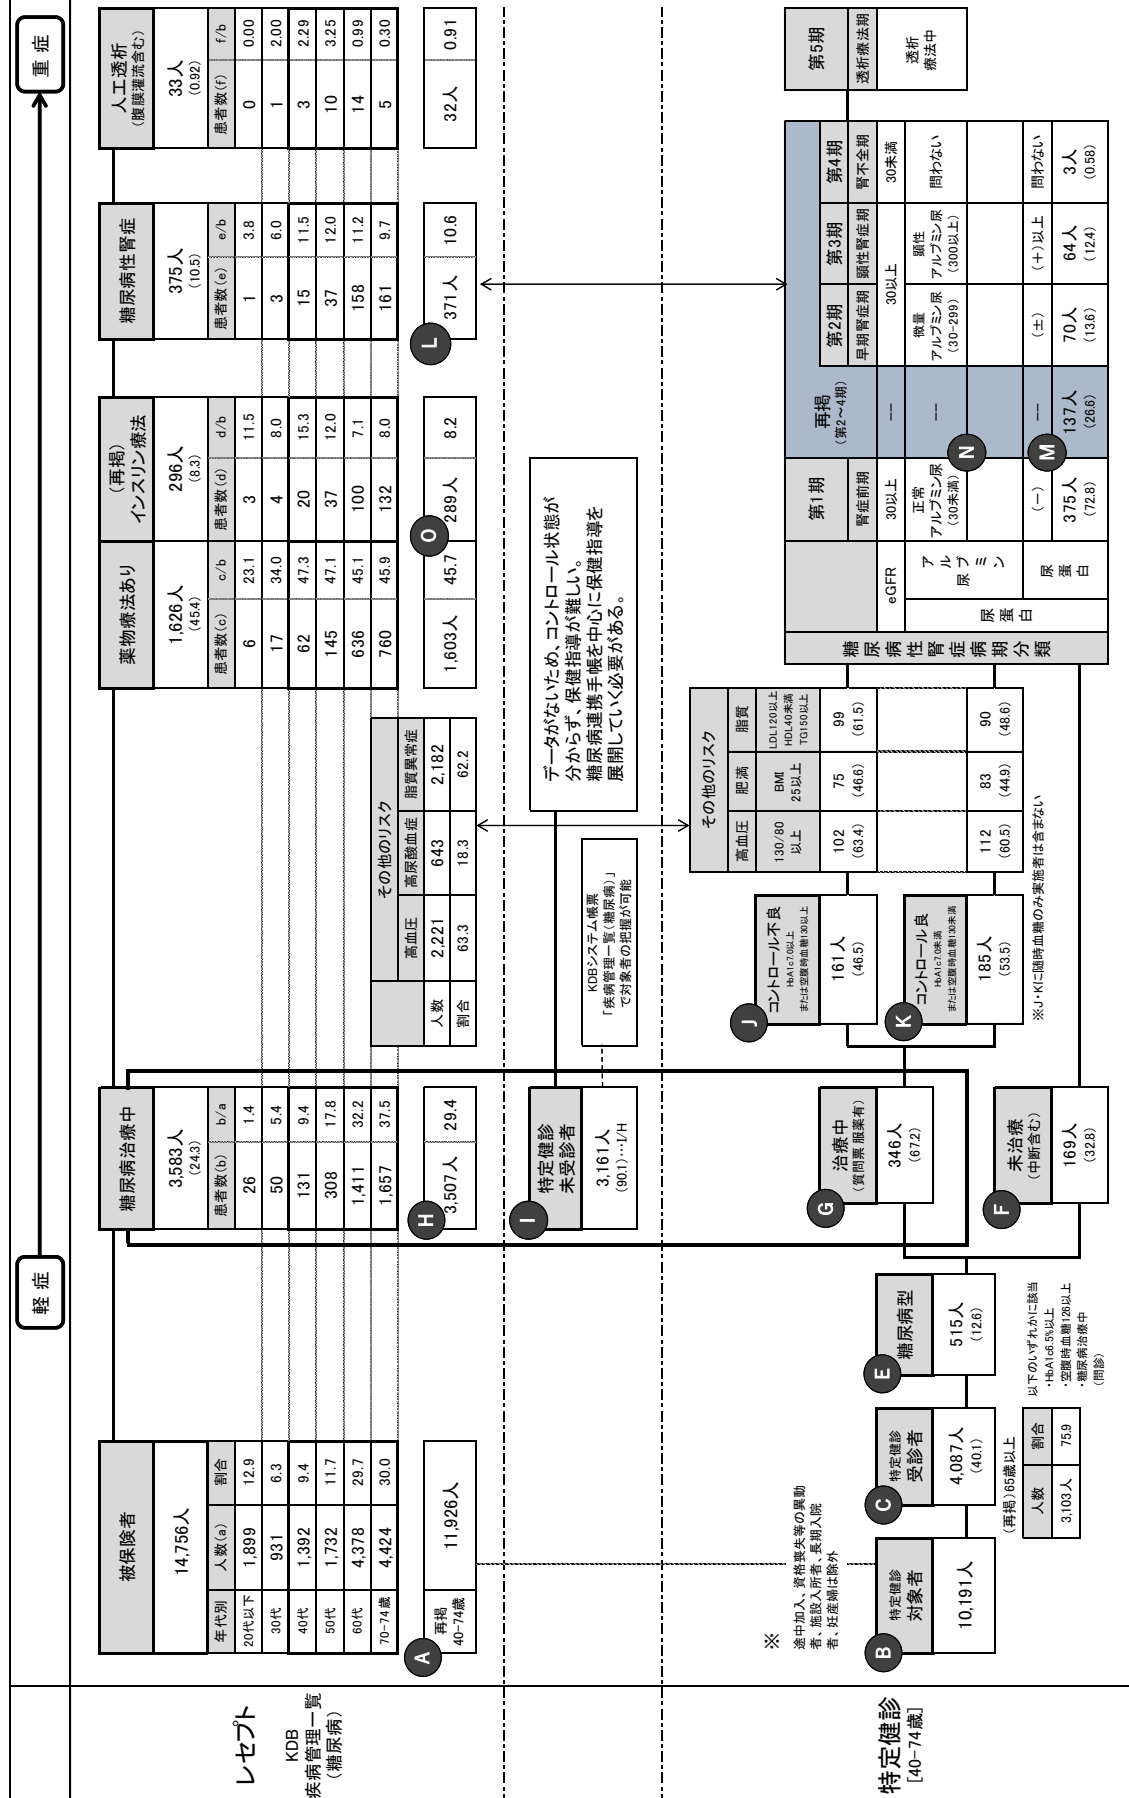 軽症
重症
レセプト
KDB
疾病管理一覧
（糖尿病）
被保険者
14,756人
年代別 人数(a) 割合
20代以下 1,899 12.9
30代 931 6.3
40代 1,392 9.4
50代 1,732 11.7
60代 4,378 29.7
70-74歳 4,424 30.0
A
再掲
40-74歳
11,926人
糖尿病治療中
3,583人
(24.3)
患者数(b) b/a
26 1.4
50 5.4
131 9.4
308 17.8
1,411 32.2
1,657 37.5
H
3,507人 29.4
その他のリスク
高血圧 高尿酸血症 脂質異常症
人数 2,221 643 2,182
割合 63.3 18.3 62.2
薬物療法あり
1,626人
(45.4)
患者数(c) c/b
6 23.1
17 34.0
62 47.3
145 47.1
636 45.1
760 45.9
1,603人 45.7
（再掲）
インスリン療法
296人
(8.3)
患者数(d) d/b
3 11.5
4 8.0
20 15.3
37 12.0
100 7.1
132 8.0
O
289人 8.2
糖尿病性腎症
375人
(10.5)
患者数(e) e/b
1 3.8
3 6.0
15 11.5
37 12.0
158 11.2
161 9.7
L
371人 10.6
人工透析
（腹膜灌流含む）
33人
(0.92)
患者数(f) f/b
0 0.00
1 2.00
3 2.29
10 3.25
14 0.99
5 0.30
32人 0.91
I
特定健診
未受診者
3,161人
(90.1)…I/H
KDBシステム帳票
「疾病管理一覧（糖尿病）」
で対象者の把握が可能
データがないため、コントロール状態が
分からず、保健指導が難しい。
糖尿病連携手帳を中心に保健指導を
展開していく必要がある。
特定健診
[40-74歳]
※
途中加入、資格喪失等の異動
者、施設入所者、長期入院
者、妊産婦は除外
B
特定健診
対象者
10,191人
C
特定健診
受診者
4,087人
(40.1)
（再掲）65歳以上
人数 割合
3,103人 75.9
E
糖尿病型
515人
(12.6)
以下のいずれかに該当
・HbA1c6.5%以上
・空腹時血糖126以上
・糖尿病治療中
（問診）
G
治療中
（質問票 服薬有）
346人
(67.2)
F
未治療
（中断含む）
169人
(32.8)
J
コントロール不良
HbA1c7.0以上
または空腹時血糖130以上
161人
(46.5)
K
コントロール良
HbA1c7.0未満
または空腹時血糖130未満
185人
(53.5)
※J・Kに随時血糖のみ実施者は含まない
その他のリスク
高血圧 肥満 脂質
130/80
以上
BMI
25以上
LDL120以上
HDL40未満
TG150以上
102 75 99
(63.4) (46.6) (61.5)
112 83 90
(60.5) (44.9) (48.6)
糖尿病性腎症病期分類
第1期 再掲 第2期 第3期 第4期
（第2～4期）
腎症前期 早期腎症期 顕性腎症期 腎不全期
eGFR 30以上 -- 30以上 30未満
尿蛋白
尿アルブミン
正常
アルブミン尿
(30未満)
--
微量
アルブミン尿
(30-299)
顕性
アルブミン尿
(300以上)
問わない
N
尿蛋白 （－） -- （±） （＋）以上 問わない
M
375人 137人 70人 64人 3人
(72.8) (26.6) (13.6) (12.4) (0.58)
第5期
透析療法期
透析
療法中